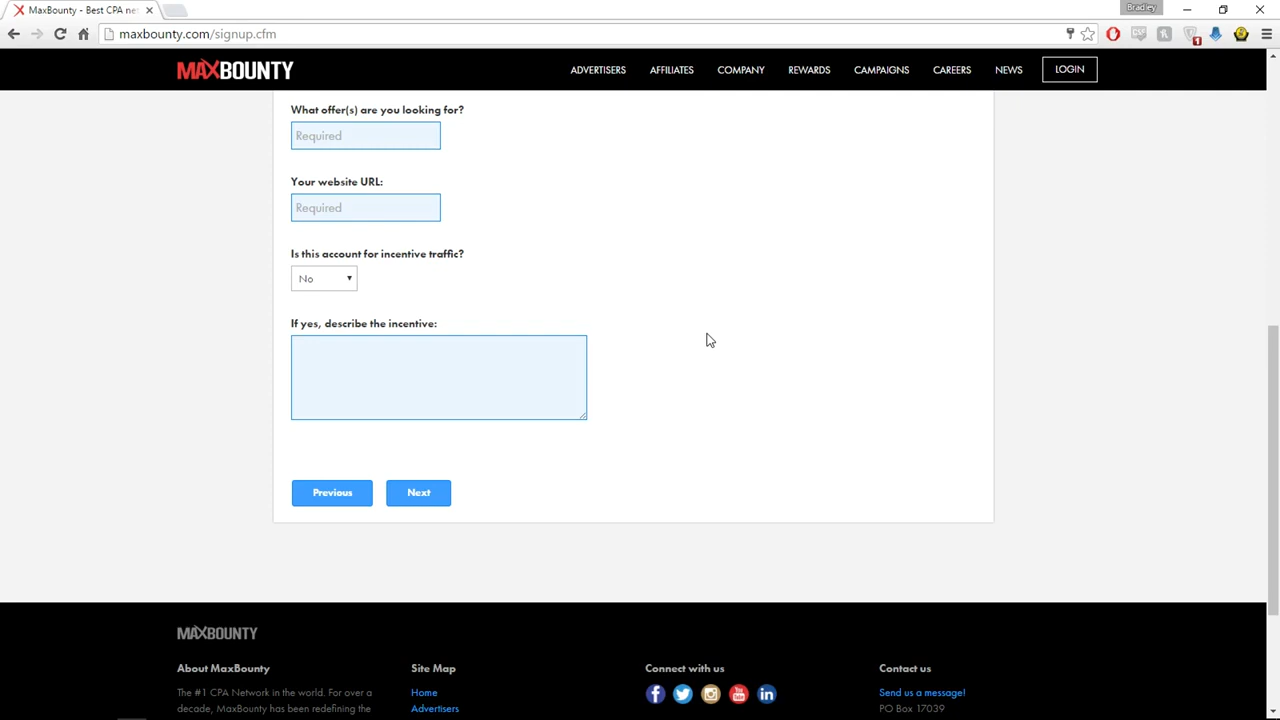 MaxBounty - Best CPA ne
Bradley
maxbounty.com/signup.cfm
MAXBOUNTY
ADVERTISERS AFFILIATES COMPANY REWARDS CAMPAIGNS CAREERS NEWS LOGIN
What offer(s) are you looking for?
Required
Your website URL:
Required
Is this account for incentive traffic?
No
If yes, describe the incentive:
Previous Next
MAXBOUNTY
About MaxBounty Site Map Connect with us Contact us
The #1 CPA Network in the world. For over a Home Send us a message!
decade, MaxBounty has been redefining the Advertisers PO Box 17039